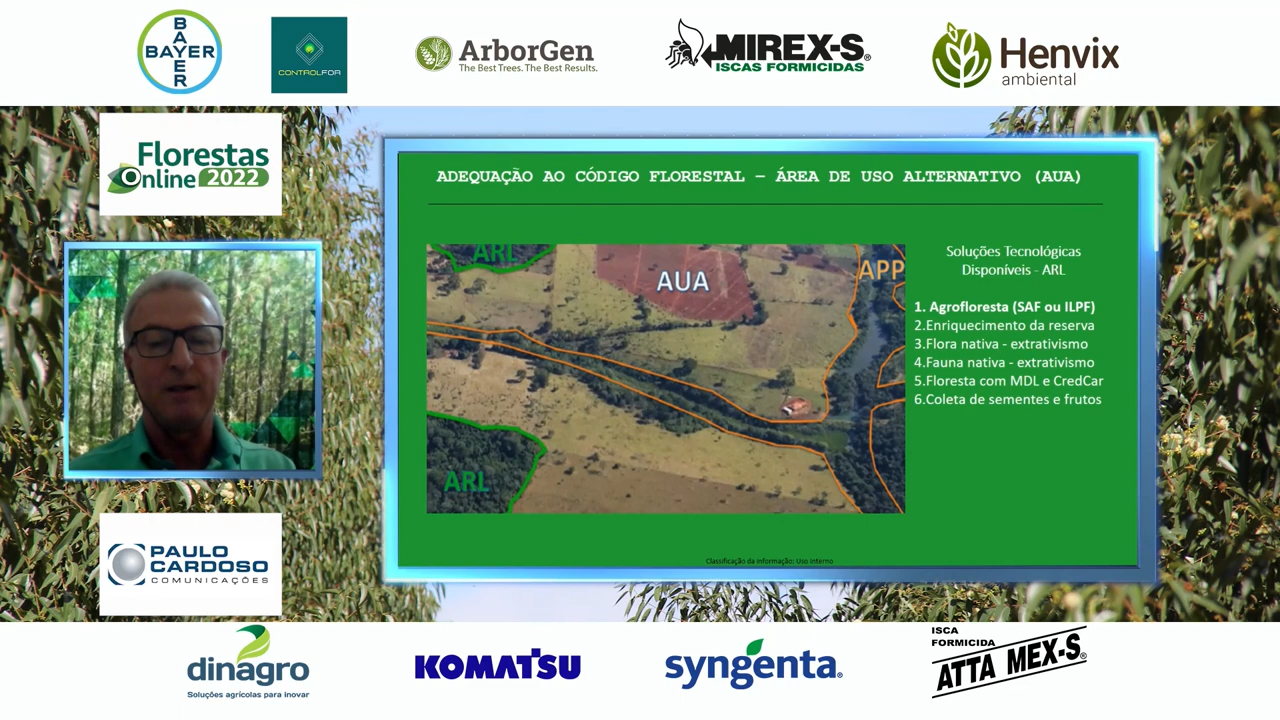 BAYER
BAYER
CONTROLFOR
ArborGen
The Best Trees. The Best Results.
MIREX-S®
ISCAS FORMICIDAS
Henvix
ambiental
Florestas
Online 2022
ADEQUAÇÃO AO CÓDIGO FLORESTAL – ÁREA DE USO ALTERNATIVO (AUA)
ARL
AUA
APP
ARL
Soluções Tecnológicas
Disponíveis - ARL
1. Agrofloresta (SAF ou ILPF)
2.Enriquecimento da reserva
3.Flora nativa - extrativismo
4.Fauna nativa - extrativismo
5.Floresta com MDL e CredCar
6.Coleta de sementes e frutos
Classificação da informação: Uso Interno
PAULO
CARDOSO
COMUNICAÇÕES
dinagro
Soluções agrícolas para inovar
KOMATSU
syngenta®
ISCA
FORMICIDA
ATTA MEX-S®